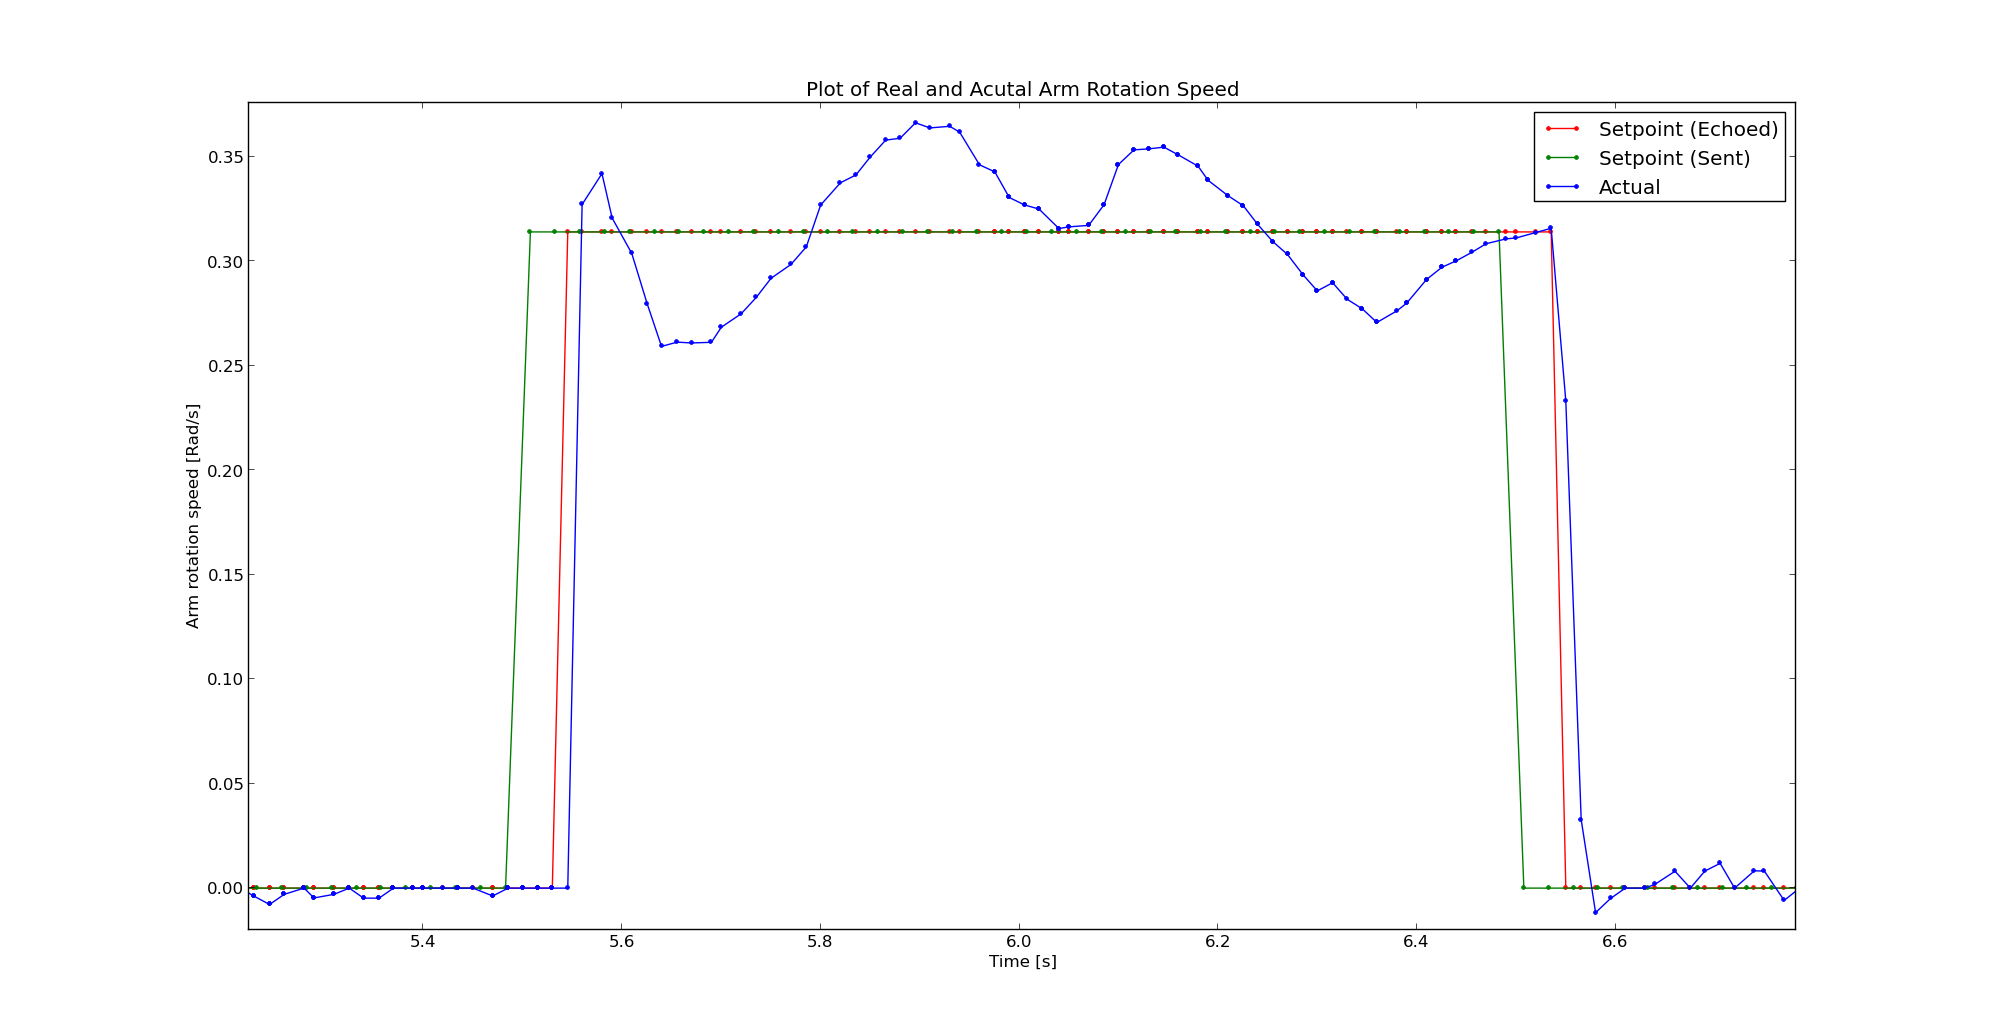 Plot of Real and Acutal Arm Rotation Speed
Setpoint (Echoed)
Setpoint (Sent)
Actual
Arm rotation speed [Rad/s]
0.35
0.30
0.25
0.20
0.15
0.10
0.05
0.00
5.4 5.6 5.8 6.0 6.2 6.4 6.6
Time [s]